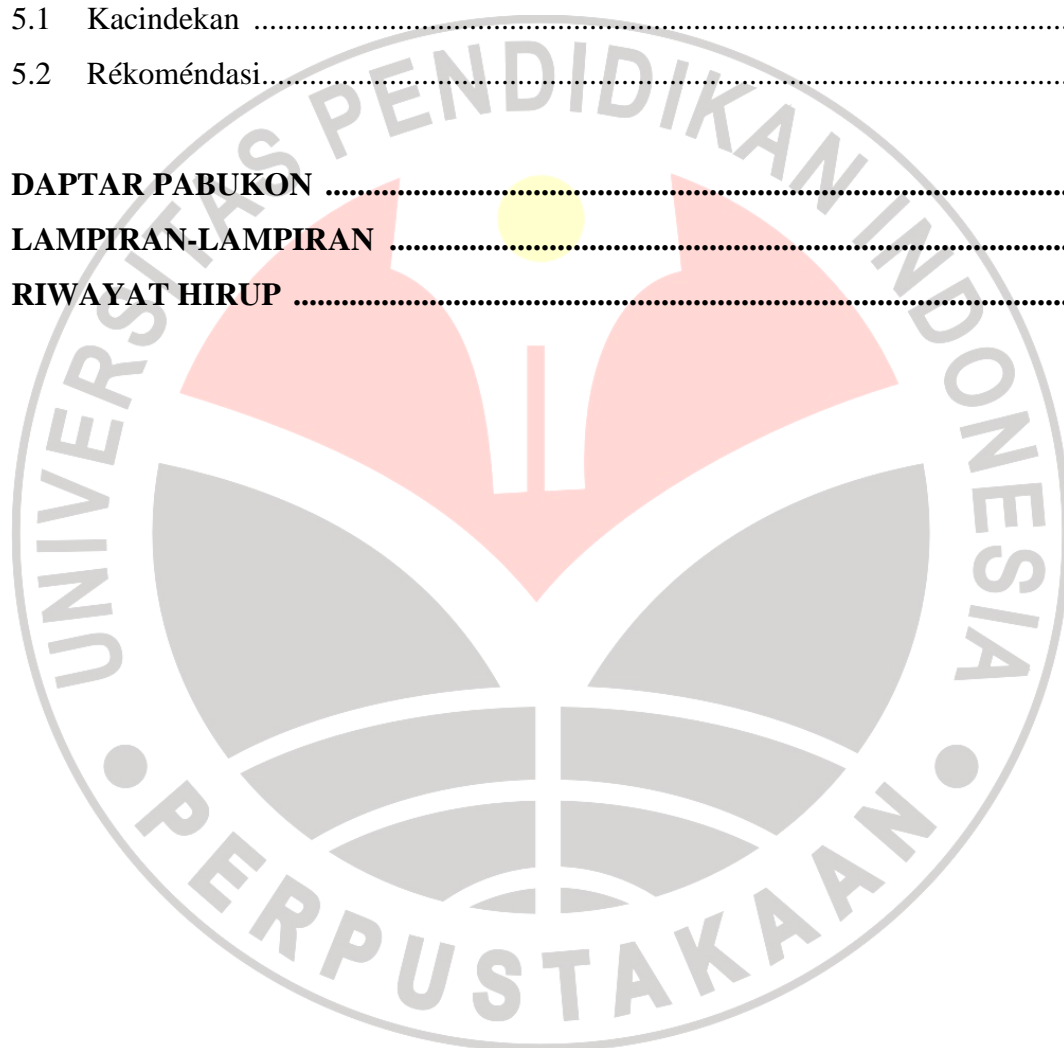 5.1 Kacindekan ........................................................................................................
5.2 Rékoméndasi.......................................................................................................
DAPTAR PABUKON ...............................................................................................
LAMPIRAN-LAMPIRAN .......................................................................................
RIWAYAT HIRUP ...................................................................................................
UNIVERSITAS PENDIDIKAN INDONESIA
PERPUSTAKAAN